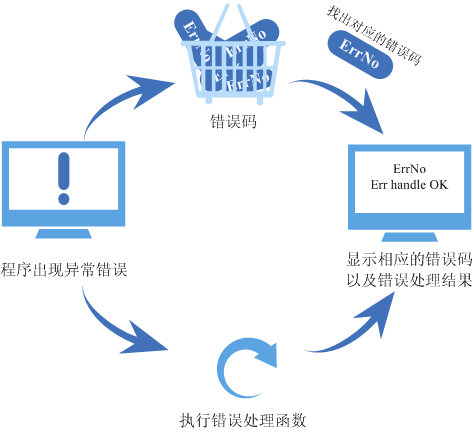 ErrNo
ErrNo
ErrNo
错误码
找出对应的错误码
ErrNo
程序出现异常错误
ErrNo
Err handle OK
显示相应的错误码
以及错误处理结果
执行错误处理函数